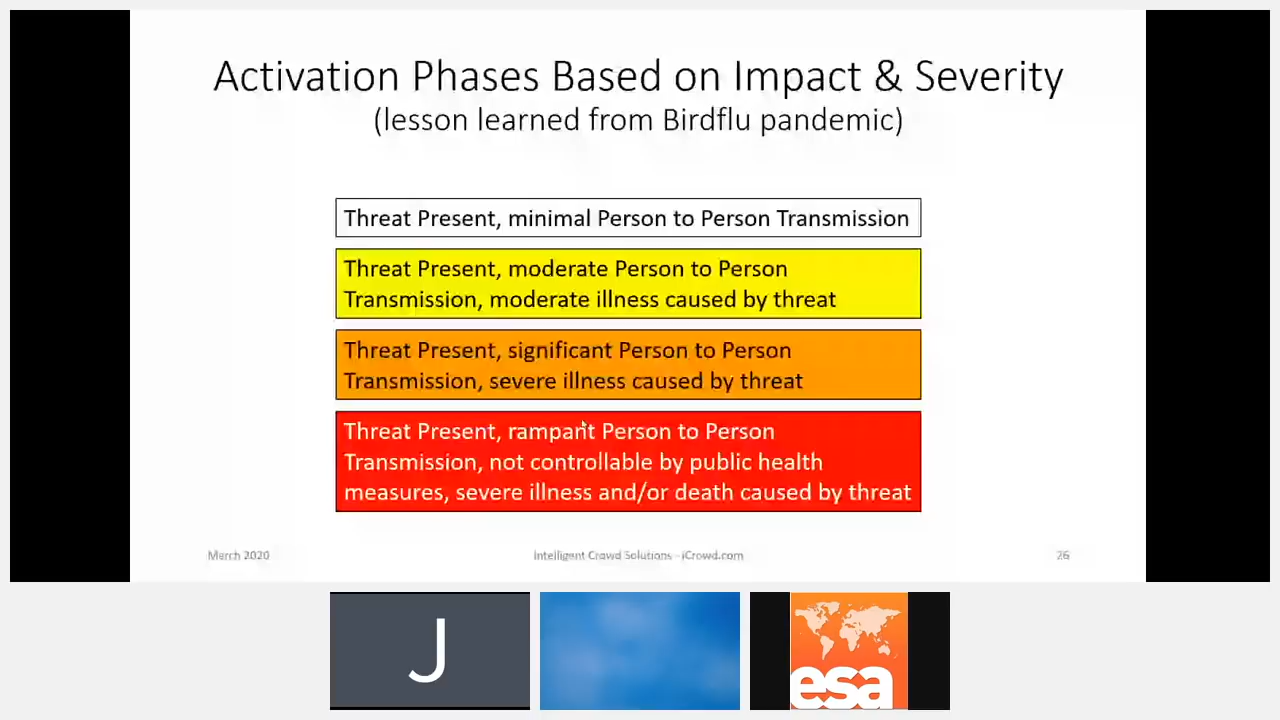 Activation Phases Based on Impact & Severity
(lesson learned from Birdflu pandemic)
Threat Present, minimal Person to Person Transmission
Threat Present, moderate Person to Person
Transmission, moderate illness caused by threat
Threat Present, significant Person to Person
Transmission, severe illness caused by threat
Threat Present, rampant Person to Person
Transmission, not controllable by public health
measures, severe illness and/or death caused by threat
March 2020
Intelligent Crowd Solutions - iCrowd.com
26
J
esa